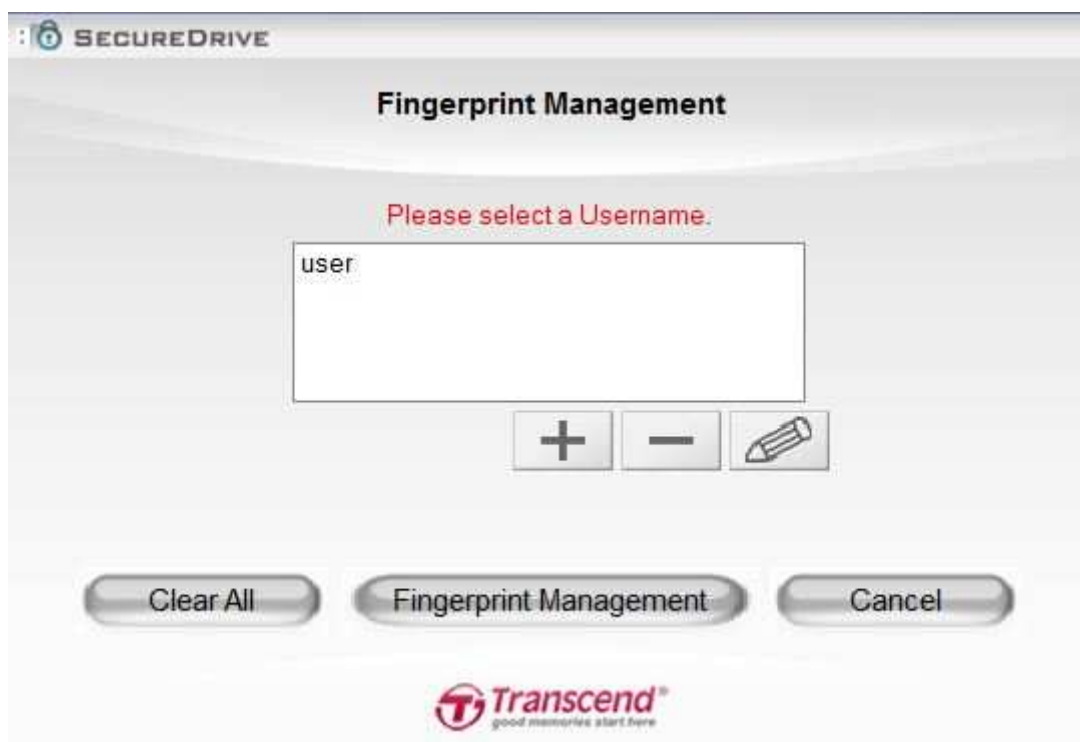 SECUREDRIVE
Fingerprint Management
Please select a Username.
user
Clear All
Fingerprint Management
Cancel
Transcend®
good memories start here